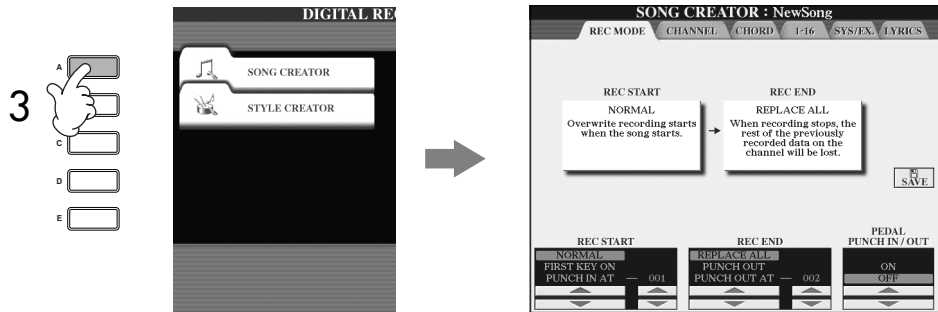 3
A
C
D
E
DIGITAL REC
SONG CREATOR
STYLE CREATOR
SONG CREATOR : NewSong
REC MODE CHANNEL CHORD 1-16 SYS/EX. LYRICS
REC START
NORMAL
Overwrite recording starts
when the song starts.
REC END
REPLACE ALL
When recording stops, the
rest of the previously
recorded data on the
channel will be lost.
SAVE
REC START
NORMAL
FIRST KEY ON
PUNCH IN AT — 001
REC END
REPLACE ALL
PUNCH OUT
PUNCH OUT AT — 002
PEDAL
PUNCH IN / OUT
ON
OFF